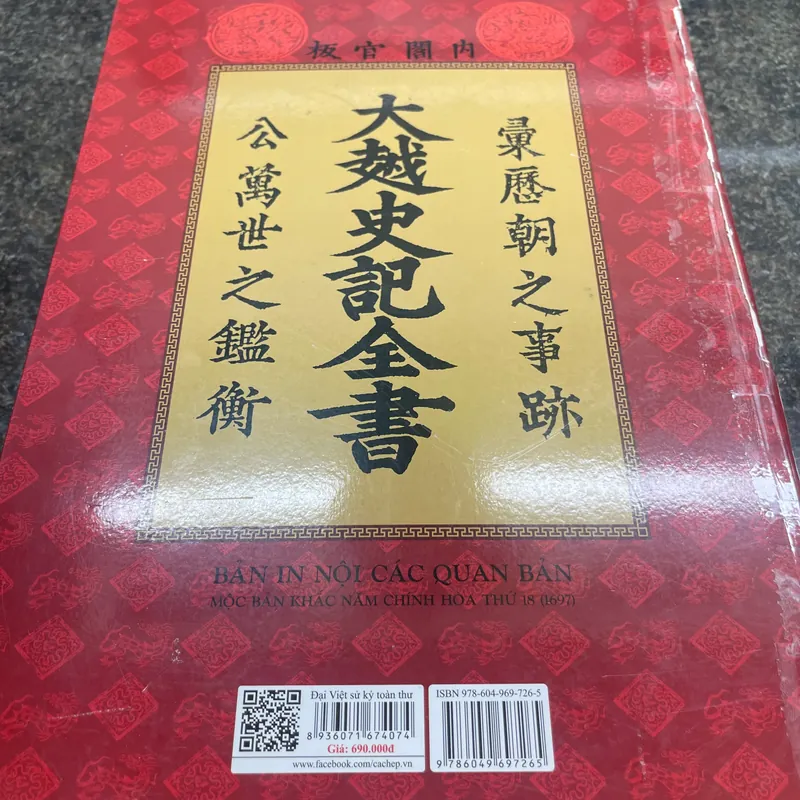 内閣官板
彙歷朝之事跡
大越史記全書
公萬世之鑑衡
BẢN IN NỘI CÁC QUAN BẢN
MỘC BẢN KHẮC NĂM CHÍNH HÒA THỨ 18 (1697)
Đại Việt sử ký toàn thư
8 936071 674074
Giá: 690.000đ
www.facebook.com/cachep.vn
ISBN 978-604-969-726-5
9 786049 697265